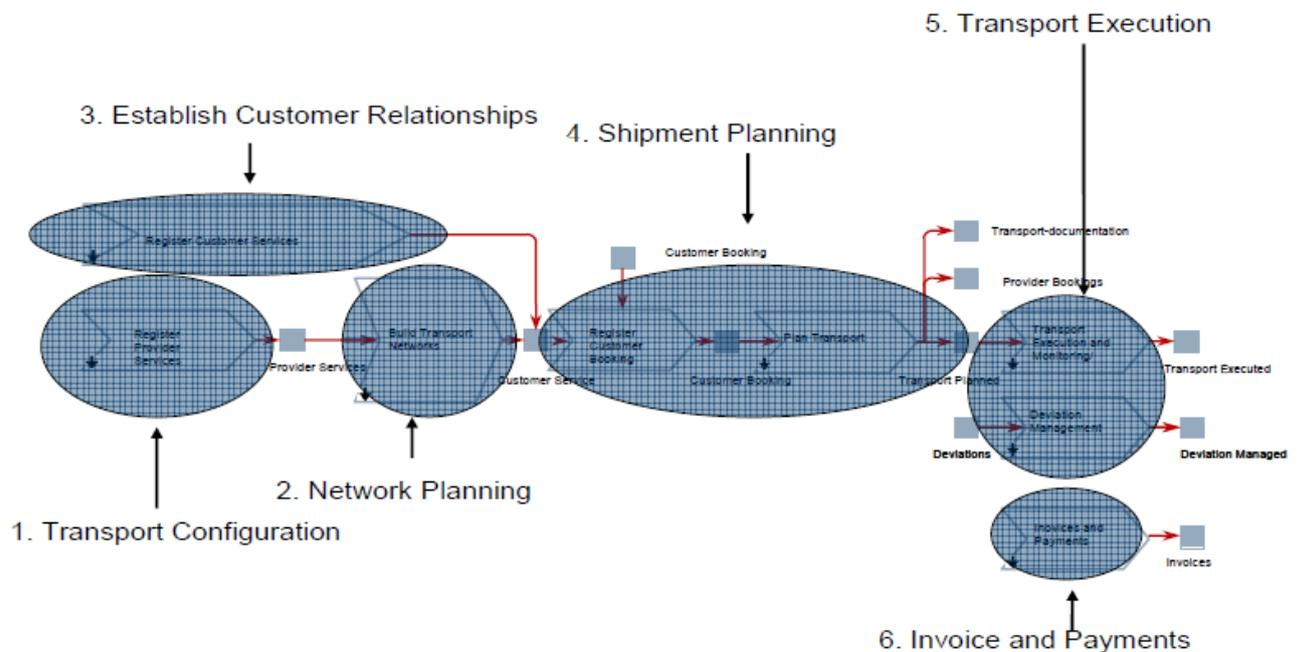 5. Transport Execution
3. Establish Customer Relationships
4. Shipment Planning
Transport-documentation
Register Customer Services
Customer Booking
Provider Bookings
Register
Provider
Services
Build Transport
Networks
Register
Customer
Booking
Plan Transport
Transport
Execution and
Monitoring/
Provider Services
Customer Service
Customer Booking
Transport Planned
Transport Executed
Deviation
Management
Deviations
Deviation Managed
2. Network Planning
1. Transport Configuration
Inovices and
Payments
Invoices
6. Invoice and Payments